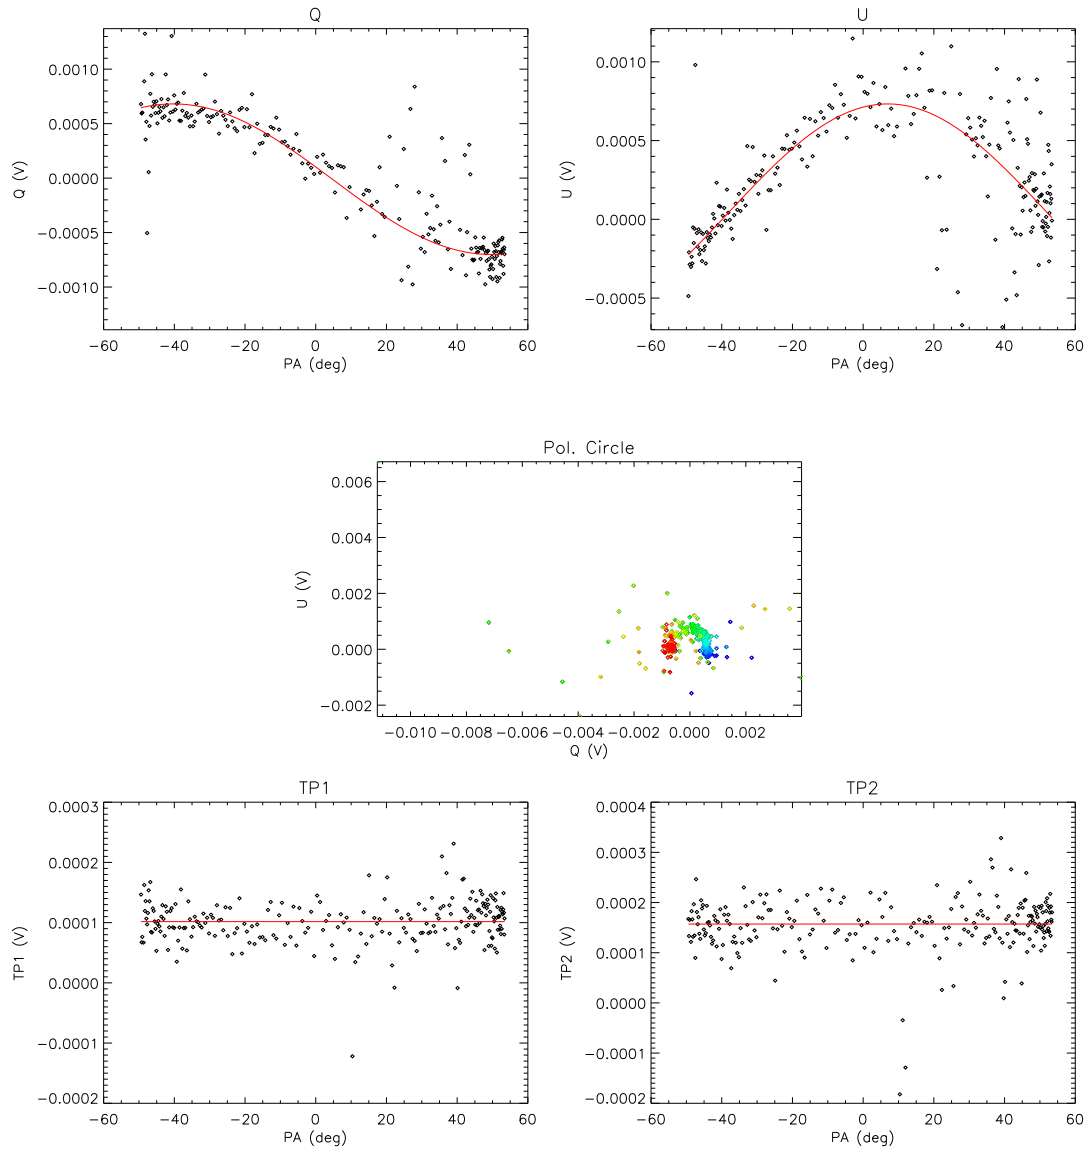 Q
U
0.0010
0.0005
0.0000
−0.0005
−0.0010
Q (V)
−60 −40 −20 0 20 40 60
PA (deg)
0.0010
0.0005
0.0000
−0.0005
U (V)
−60 −40 −20 0 20 40 60
PA (deg)
Pol. Circle
0.006
0.004
0.002
0.000
−0.002
U (V)
−0.010 −0.008 −0.006 −0.004 −0.002 0.000 0.002
Q (V)
TP1
TP2
0.0003
0.0002
0.0001
0.0000
−0.0001
−0.0002
TP1 (V)
−60 −40 −20 0 20 40 60
PA (deg)
0.0004
0.0003
0.0002
0.0001
0.0000
−0.0001
−0.0002
TP2 (V)
−60 −40 −20 0 20 40 60
PA (deg)